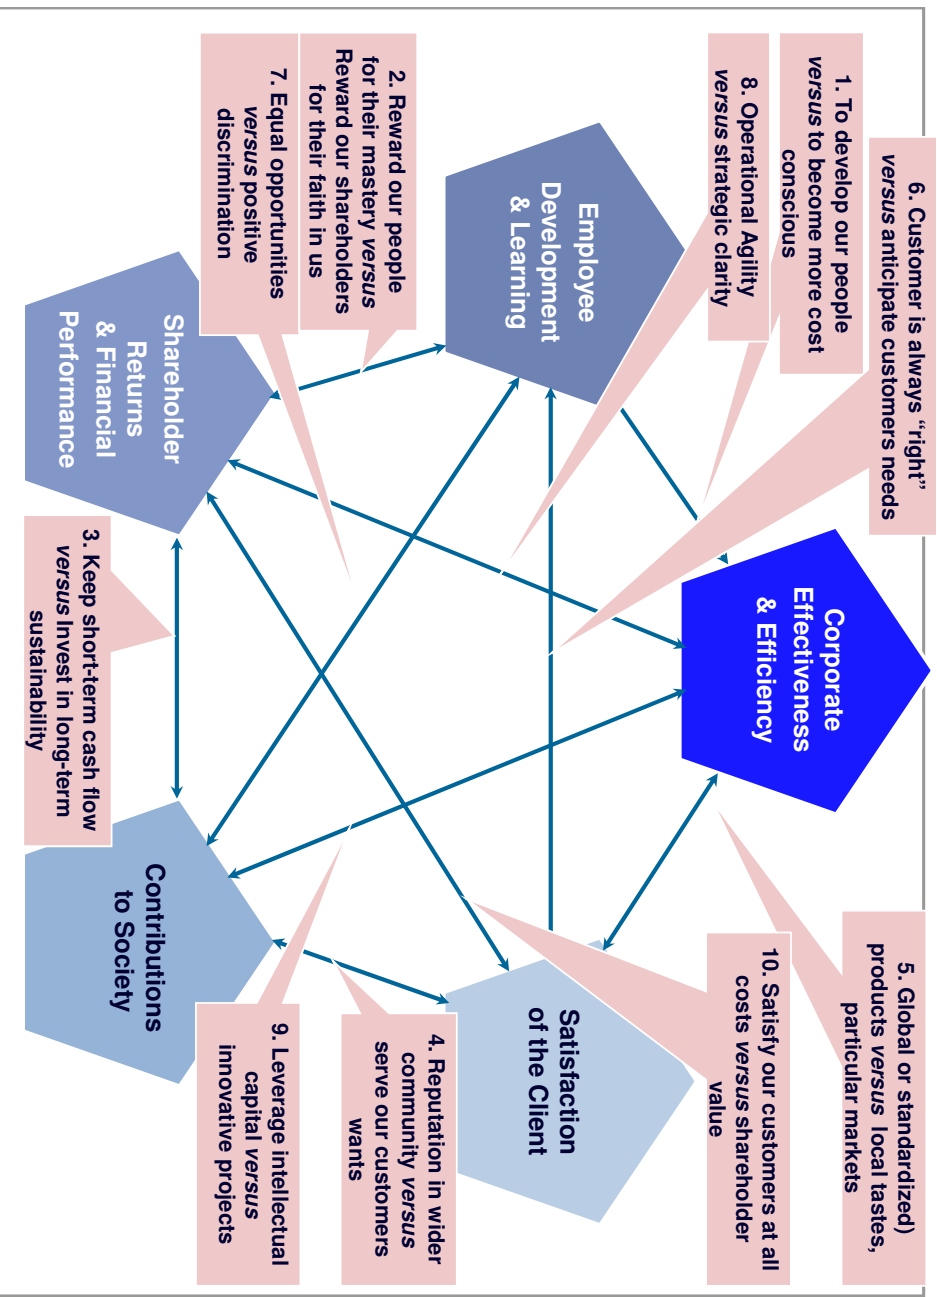 6. Customer is always “right”
versus anticipate customers needs
1. To develop our people
versus to become more cost
conscious
8. Operational Agility
versus strategic clarity
2. Reward our people
for their mastery versus
Reward our shareholders
for their faith in us
7. Equal opportunities
versus positive
discrimination
Corporate
Effectiveness
& Efficiency
5. Global or standardized)
products versus local tastes,
particular markets
10. Satisfy our customers at all
costs versus shareholder
value
Employee
Development
& Learning
Satisfaction
of the Client
4. Reputation in wider
community versus
serve our customers
wants
9. Leverage intellectual
capital versus
innovative projects
Shareholder
Returns
& Financial
Performance
Contributions
to Society
3. Keep short-term cash flow
versus Invest in long-term
sustainability